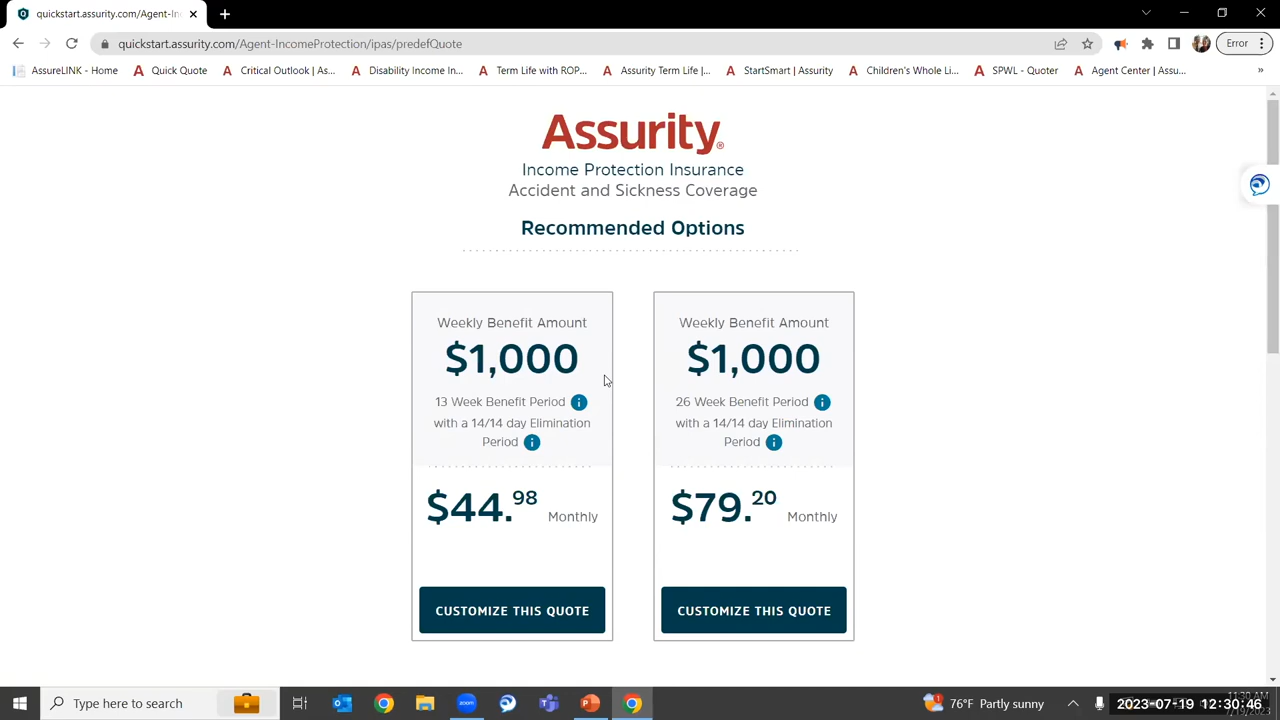 quickstart.assurity.com/Agent-In
quickstart.assurity.com/Agent-IncomeProtection/ipas/predefQuote
Error
AssureLINK - Home
Quick Quote
Critical Outlook | As...
Disability Income In...
Term Life with ROP...
Assurity Term Life |...
StartSmart | Assurity
Children's Whole Li...
SPWL - Quoter
Agent Center | Assu...
»
Assurity®
Income Protection Insurance
Accident and Sickness Coverage
Recommended Options
Weekly Benefit Amount
$1,000
13 Week Benefit Period
with a 14/14 day Elimination
Period
$44.98 Monthly
CUSTOMIZE THIS QUOTE
Weekly Benefit Amount
$1,000
26 Week Benefit Period
with a 14/14 day Elimination
Period
$79.20 Monthly
CUSTOMIZE THIS QUOTE
Type here to search
zoom
76°F Partly sunny
11:30 AM
2023-07-19 12:30:46